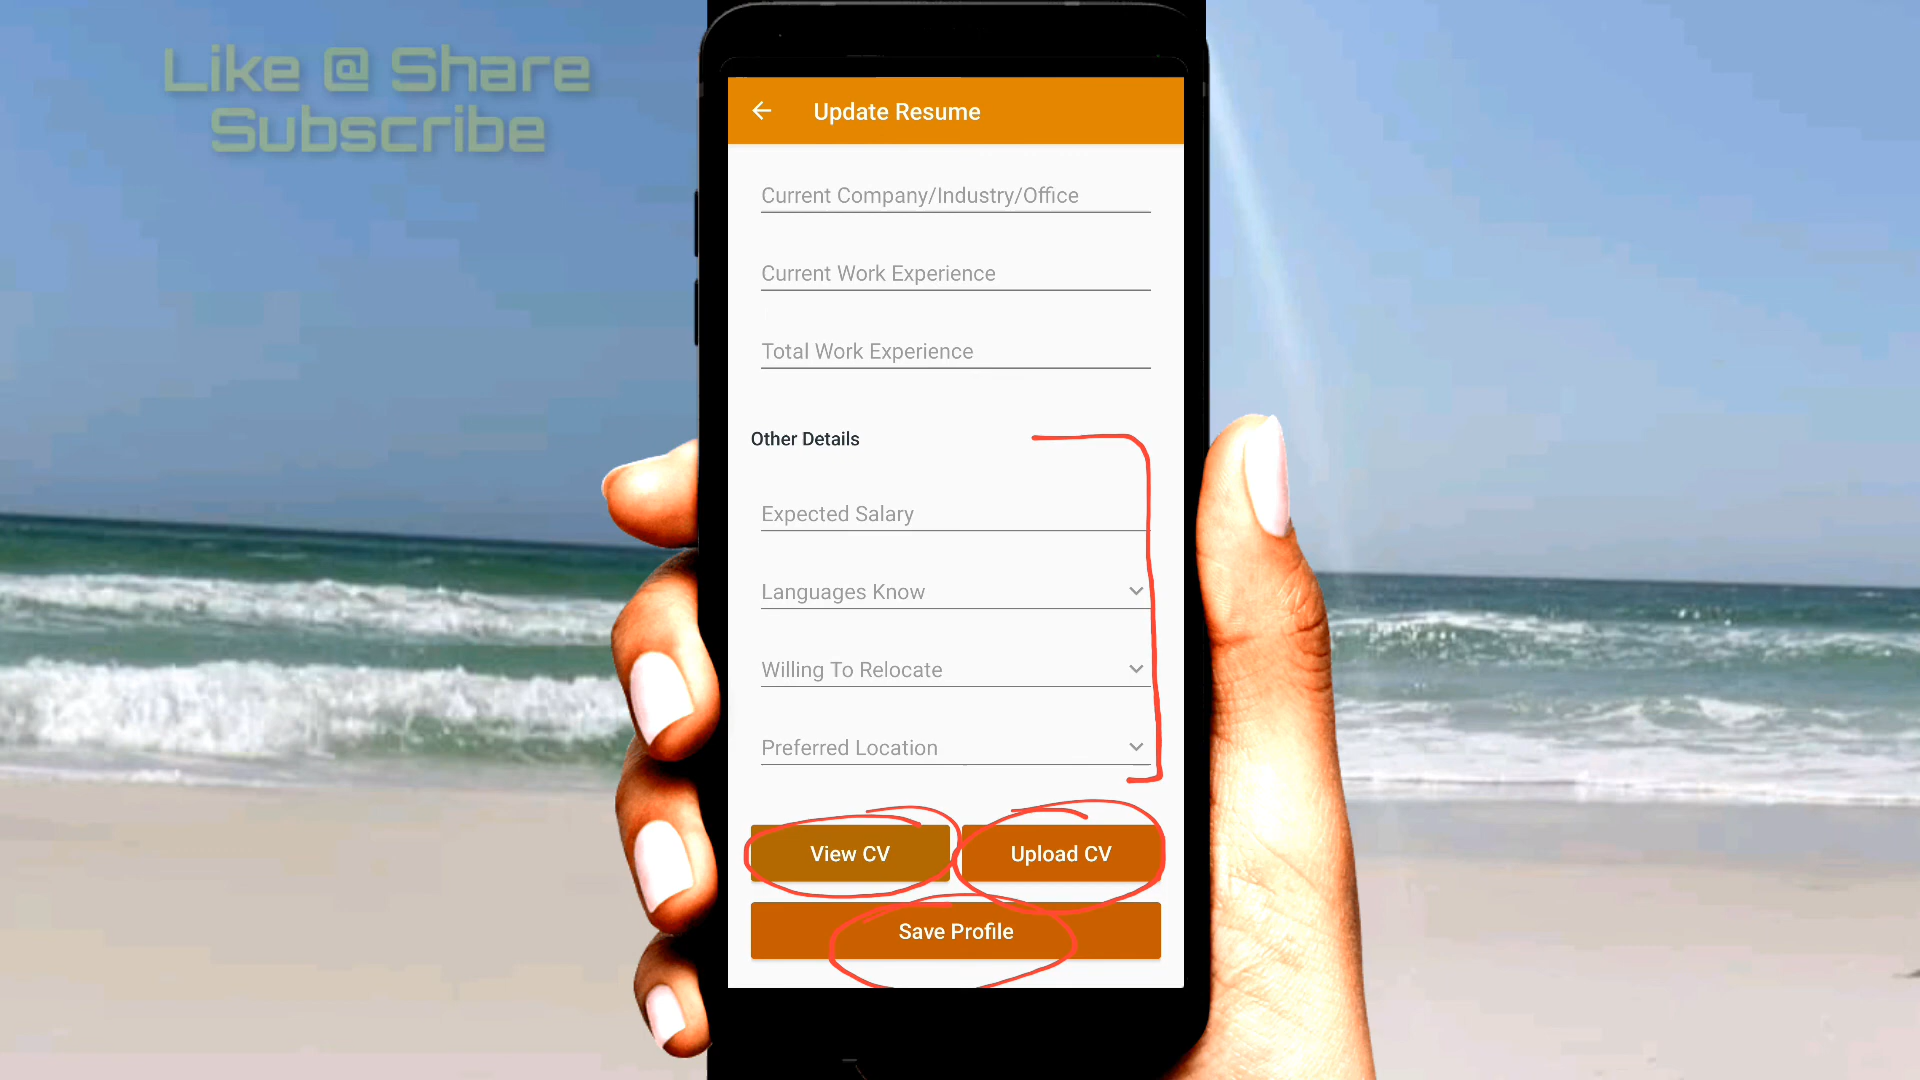 Like @ Share
Subscribe
Update Resume
Current Company/Industry/Office
Current Work Experience
Total Work Experience
Other Details
Expected Salary
Languages Know
Willing To Relocate
Preferred Location
View CV
Upload CV
Save Profile